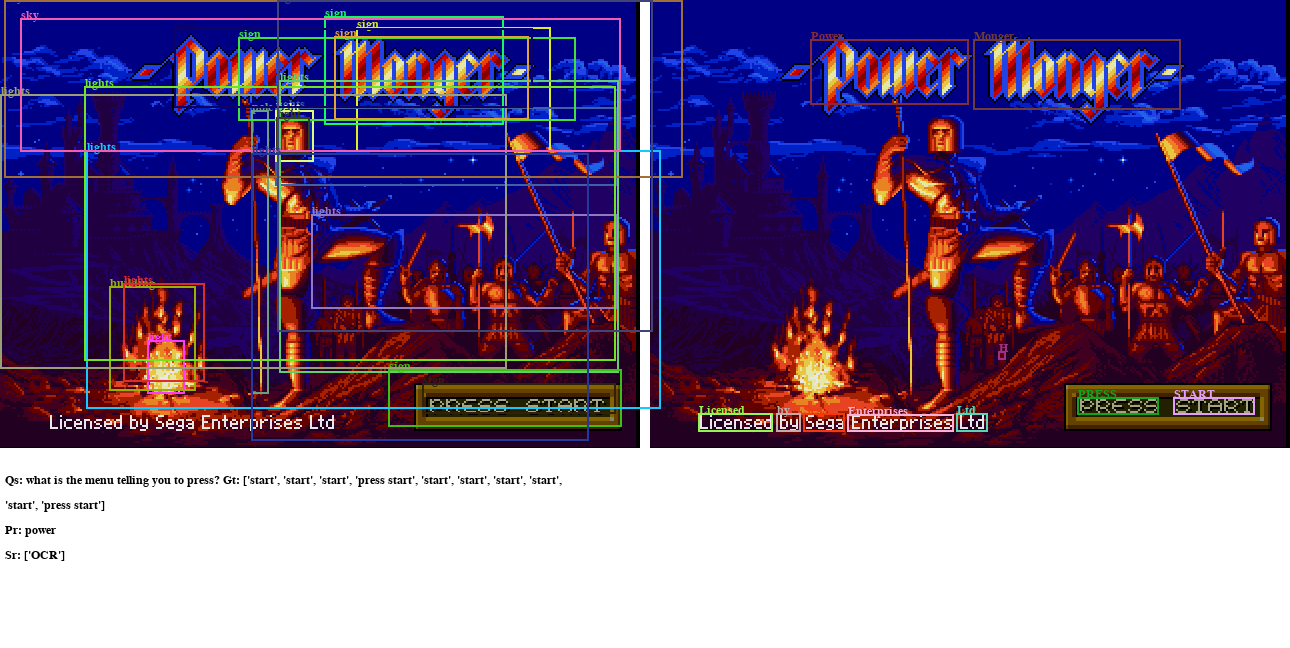 sky
sign
sign
sign
sign
Power Monger
lights
lights
lights
lights
lights
lights
building
lights
sign
PRESS START
Licensed by Sega Enterprises Ltd
Power
Monger
Power Monger
H
PRESS
START
PRESS START
Licensed
by
Enterprises
Ltd
Licensed by Sega Enterprises Ltd
Qs: what is the menu telling you to press? Gt: ['start', 'start', 'start', 'press start', 'start', 'start', 'start', 'start',
'start', 'press start']
Pr: power
Sr: ['OCR']